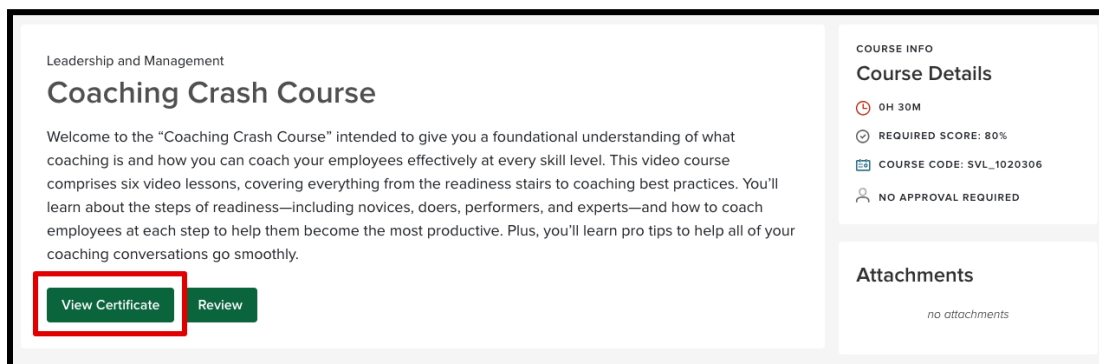 Leadership and Management
Coaching Crash Course
Welcome to the “Coaching Crash Course” intended to give you a foundational understanding of what
coaching is and how you can coach your employees effectively at every skill level. This video course
comprises six video lessons, covering everything from the readiness stairs to coaching best practices. You’ll
learn about the steps of readiness—including novices, doers, performers, and experts—and how to coach
employees at each step to help them become the most productive. Plus, you’ll learn pro tips to help all of your
coaching conversations go smoothly.
View Certificate
Review
COURSE INFO
Course Details
0H 30M
REQUIRED SCORE: 80%
COURSE CODE: SVL_1020306
NO APPROVAL REQUIRED
Attachments
no attachments